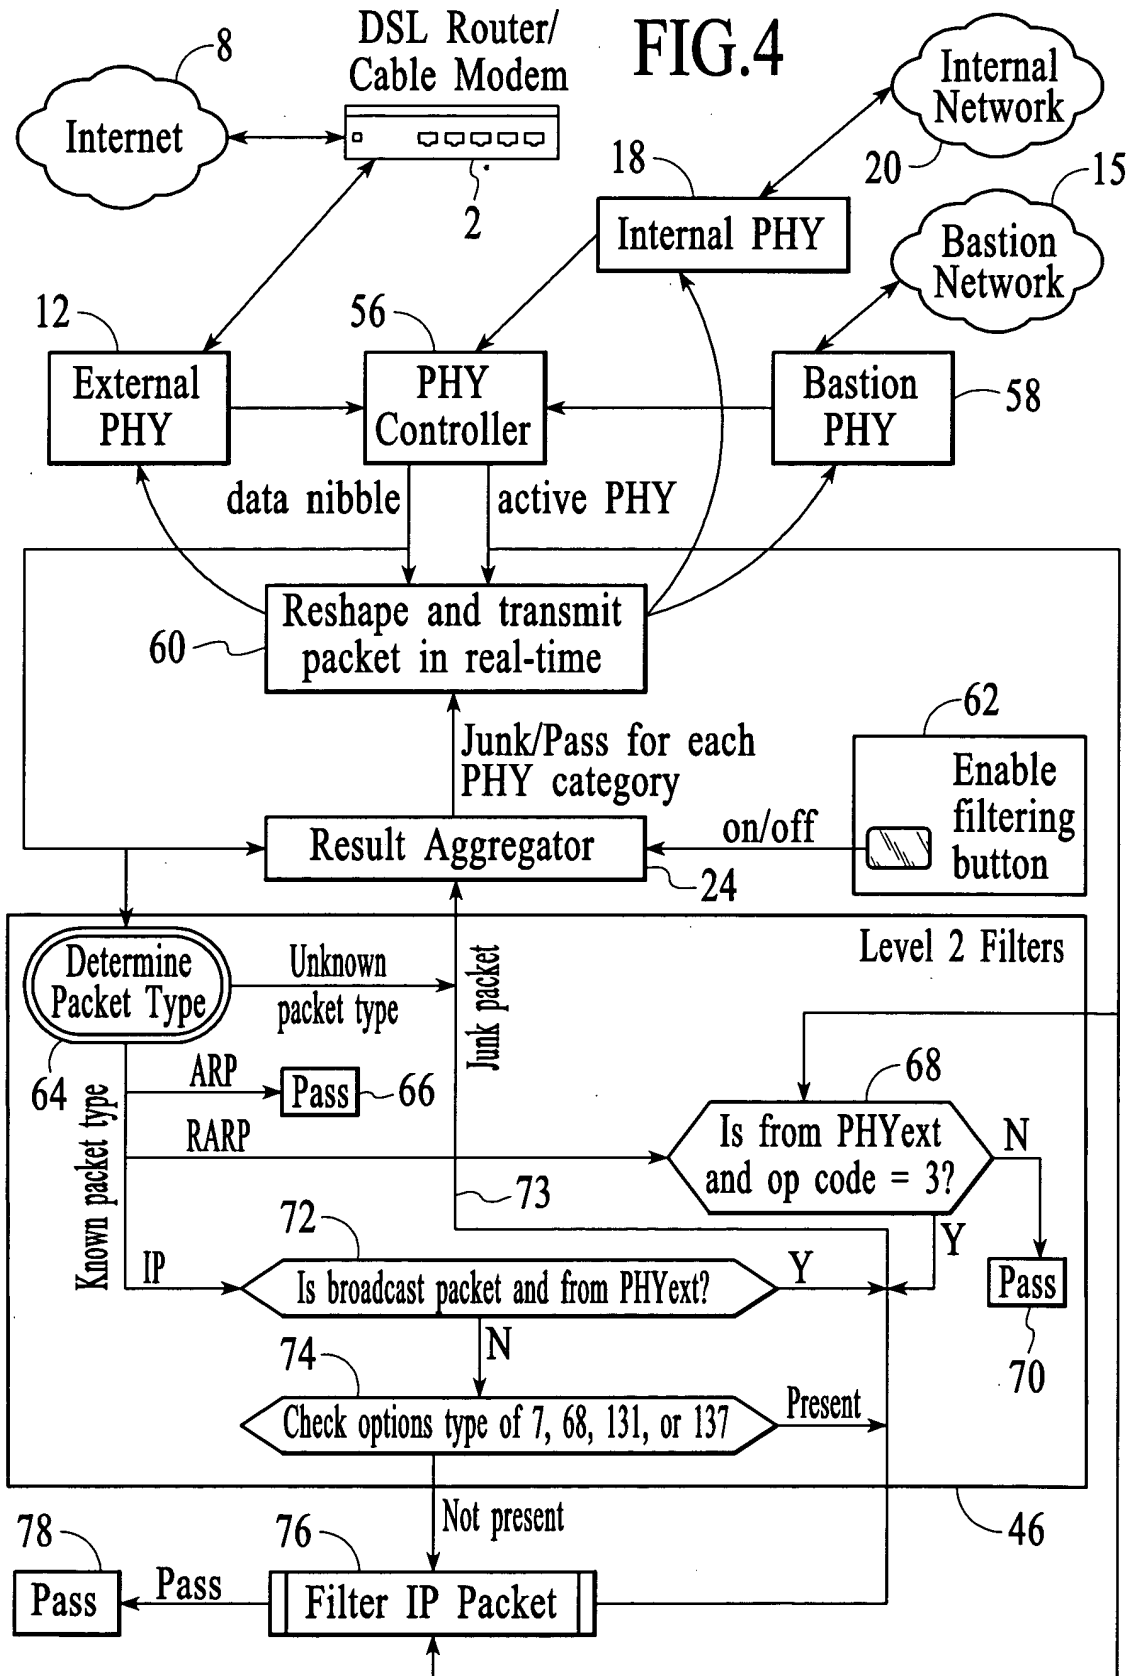 FIG.4
8
Internet
DSL Router/
Cable Modem
2
Internal
Network
20
18
Internal PHY
15
Bastion
Network
12
External
PHY
56
PHY
Controller
Bastion
PHY
58
data nibble
active PHY
Reshape and transmit
packet in real-time
60
Junk/Pass for each
PHY category
62
Enable
filtering
button
on/off
Result Aggregator
24
Level 2 Filters
Determine
Packet Type
64
Unknown
packet type
Junk packet
Known packet type
ARP
Pass
66
RARP
68
Is from PHYext
and op code = 3?
N
Y
73
Pass
70
IP
72
Is broadcast packet and from PHYext?
Y
N
74
Check options type of 7, 68, 131, or 137
Present
46
Not present
78
Pass
Pass
76
Filter IP Packet